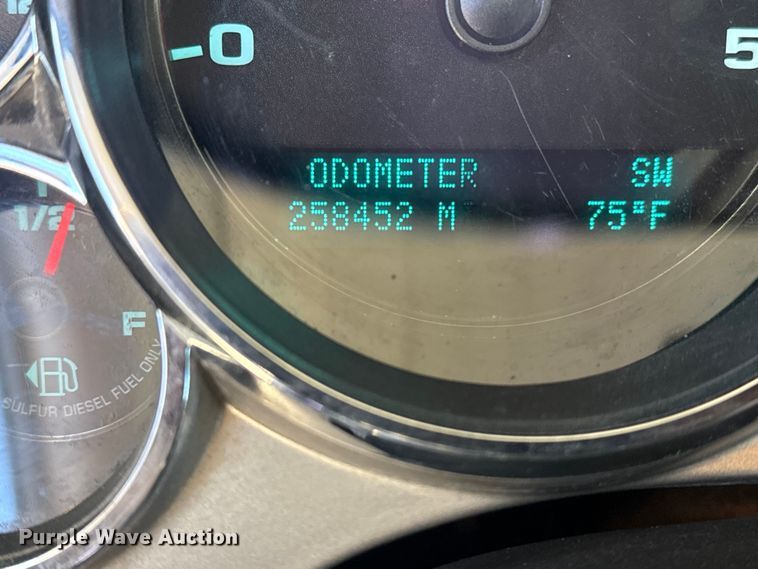 0
5
ODOMETER SW
258452 M 75°F
1/2
F
SULFUR DIESEL FUEL ONLY
Purple Wave Auction